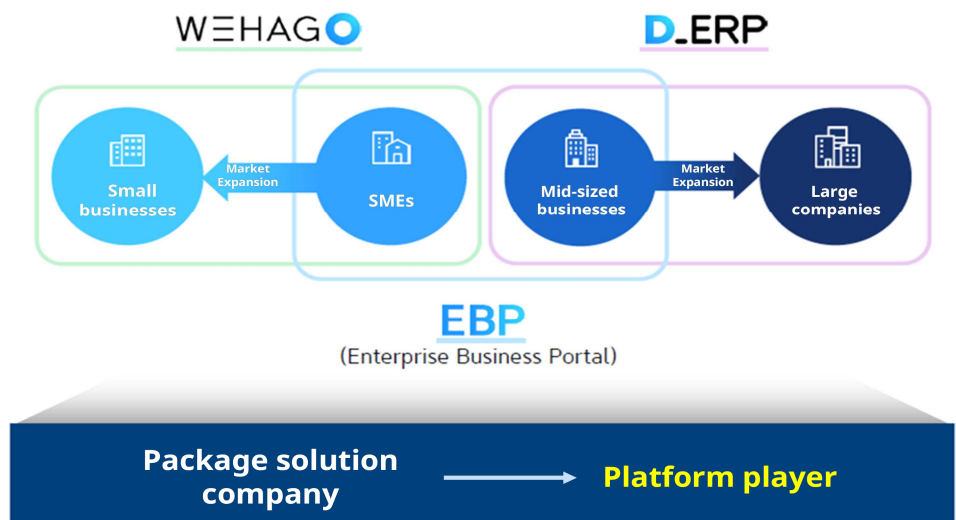 WEHAGO
D_ERP
Small
businesses
Market
Expansion
SMEs
Mid-sized
businesses
Market
Expansion
Large
companies
EBP
(Enterprise Business Portal)
Package solution
company
Platform player